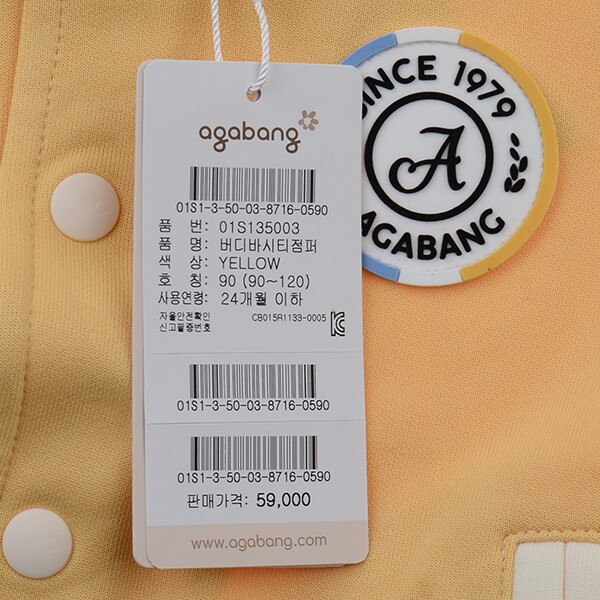 agabang
01S1-3-50-03-8716-0590
품 번: 01S135003
품 명: 버디바시티점퍼
색 상: YELLOW
호 칭: 90 (90~120)
사용연령: 24개월 이하
자율안전확인
신고필증번호 CB015R1133-0005
01S1-3-50-03-8716-0590
01S1-3-50-03-8716-0590
판매가격: 59,000
www.agabang.com
SINCE 1979
A
AGABANG